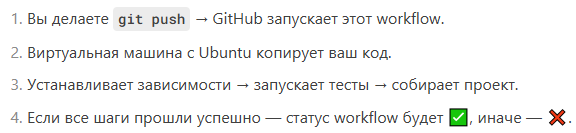 1. Вы делаете git push → GitHub запускает этот workflow.
2. Виртуальная машина с Ubuntu копирует ваш код.
3. Устанавливает зависимости → запускает тесты → собирает проект.
4. Если все шаги прошли успешно — статус workflow будет ✅, иначе — ❌.